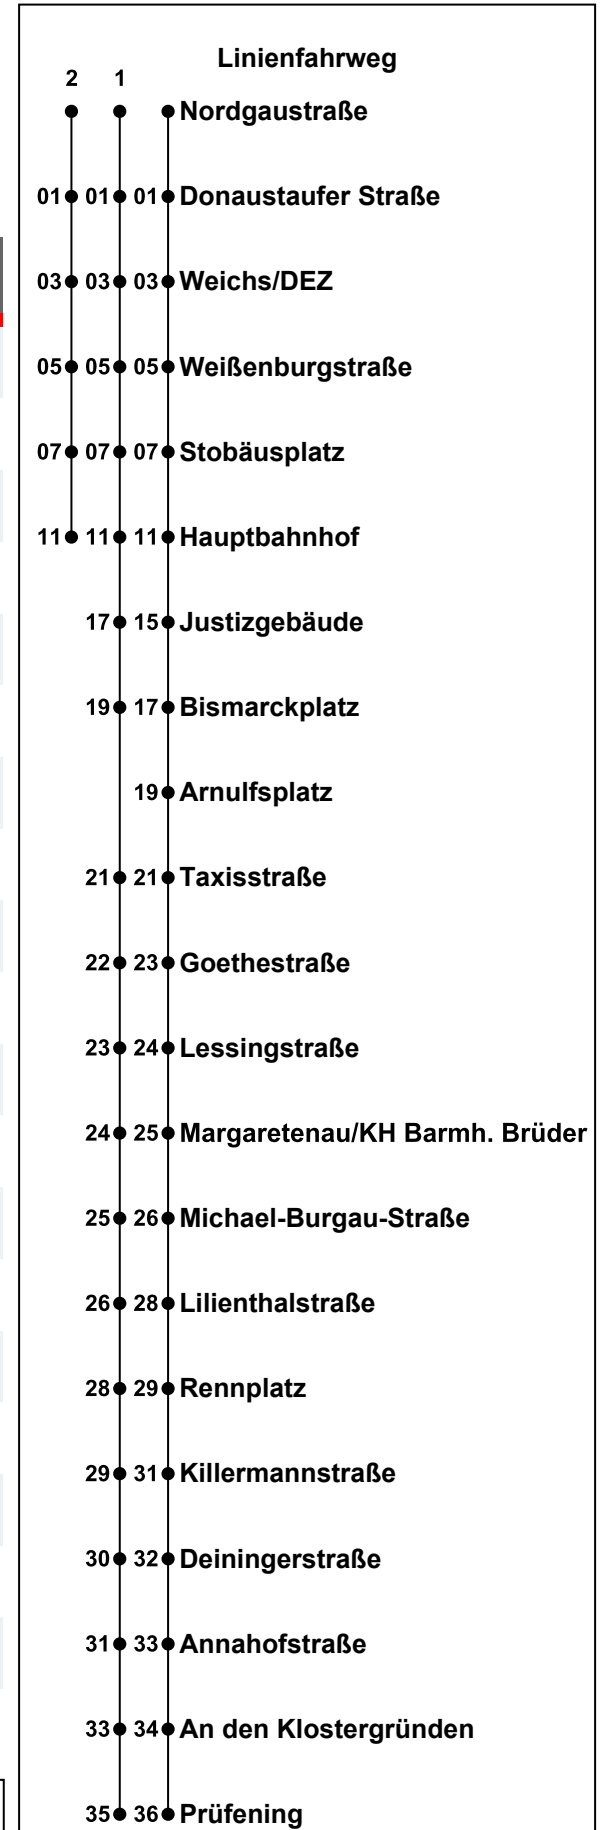 Linienfahrweg
2 1
Nordgaustraße
01 01 01 Donaustaufer Straße
03 03 03 Weichs/DEZ
05 05 05 Weißenburgstraße
07 07 07 Stobäusplatz
11 11 11 Hauptbahnhof
17 15 Justizgebäude
19 17 Bismarckplatz
19 Arnulfsplatz
21 21 Taxisstraße
22 23 Goethestraße
23 24 Lessingstraße
24 25 Margaretenau/KH Barmh. Brüder
25 26 Michael-Burgau-Straße
26 28 Lilienthalstraße
28 29 Rennplatz
29 31 Killermannstraße
30 32 Deiningerstraße
31 33 Annahofstraße
33 34 An den Klostergründen
35 36 Prüfening